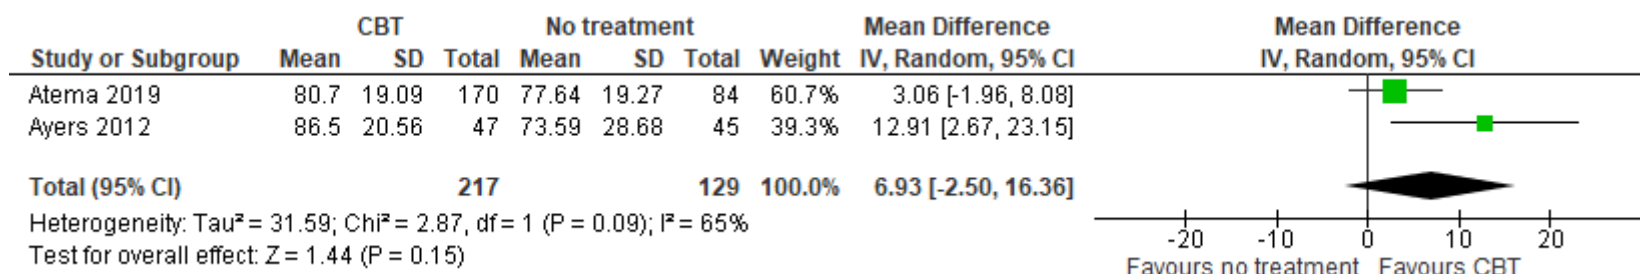 CBT No treatment Mean Difference Mean Difference
Study or Subgroup Mean SD Total Mean SD Total Weight IV, Random, 95% CI IV, Random, 95% CI
Atema 2019 80.7 19.09 170 77.64 19.27 84 60.7% 3.06 [-1.96, 8.08]
Ayers 2012 86.5 20.56 47 73.59 28.68 45 39.3% 12.91 [2.67, 23.15]
Total (95% CI) 217 129 100.0% 6.93 [-2.50, 16.36]
Heterogeneity: Tau² = 31.59; Chi² = 2.87, df = 1 (P = 0.09); I² = 65%
Test for overall effect: Z = 1.44 (P = 0.15)
-20 -10 0 10 20
Favours no treatment Favours CBT